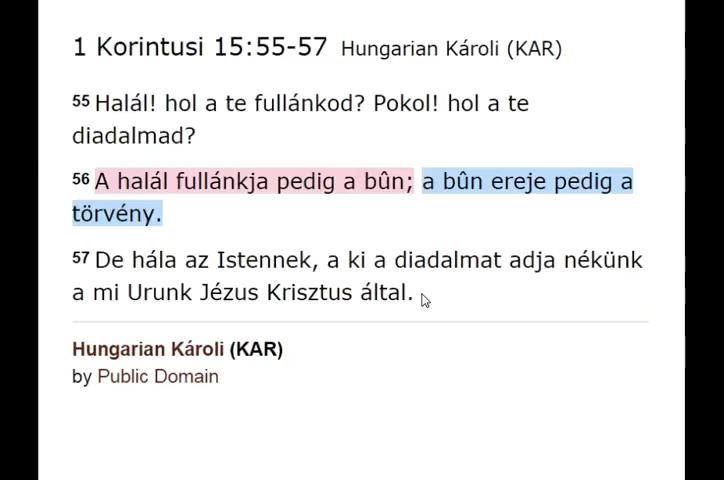 1 Korintusi 15:55-57 Hungarian Károli (KAR)
55 Halál! hol a te fullánkod? Pokol! hol a te
diadalmad?
56 A halál fullánkja pedig a bûn; a bûn ereje pedig a
törvény.
57 De hála az Istennek, a ki a diadalmat adja nékünk
a mi Urunk Jézus Krisztus által.
Hungarian Károli (KAR)
by Public Domain